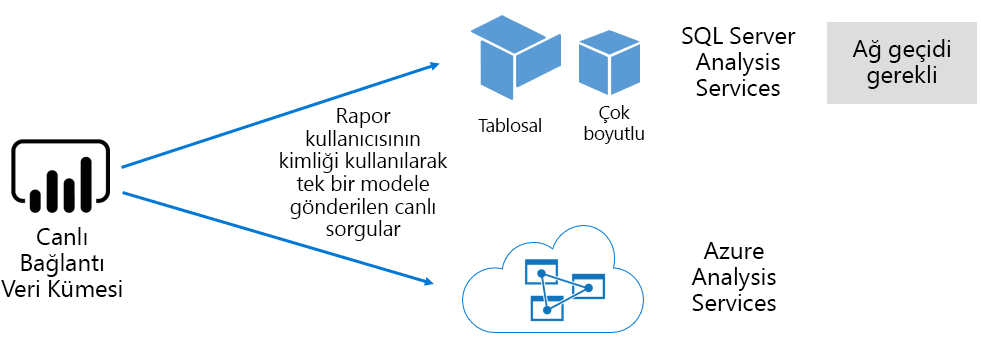 Canlı
Bağlantı
Veri Kümesi
Rapor
kullanıcısının
kimliği kullanılarak
tek bir modele
gönderilen canlı
sorgular
Tablosal
Çok
boyutlu
SQL Server
Analysis
Services
Ağ geçidi
gerekli
Azure
Analysis
Services